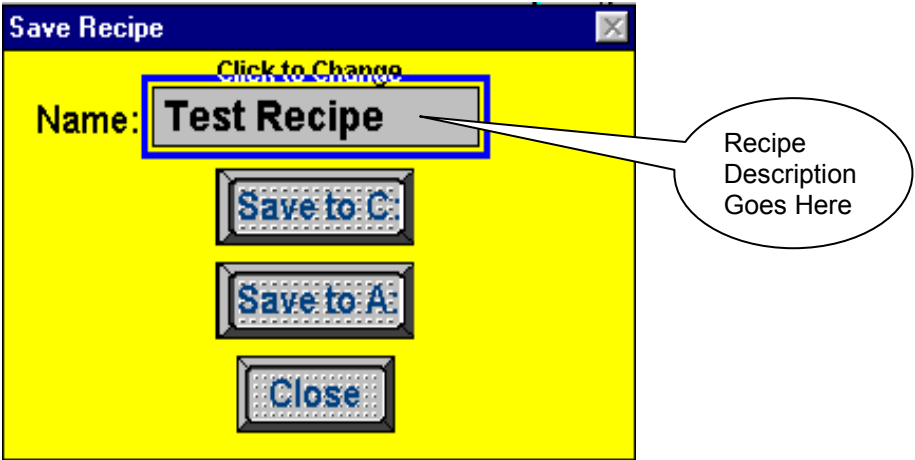 Save Recipe
Click to Change
Name: Test Recipe
Save to C:
Save to A:
Close
Recipe
Description
Goes Here